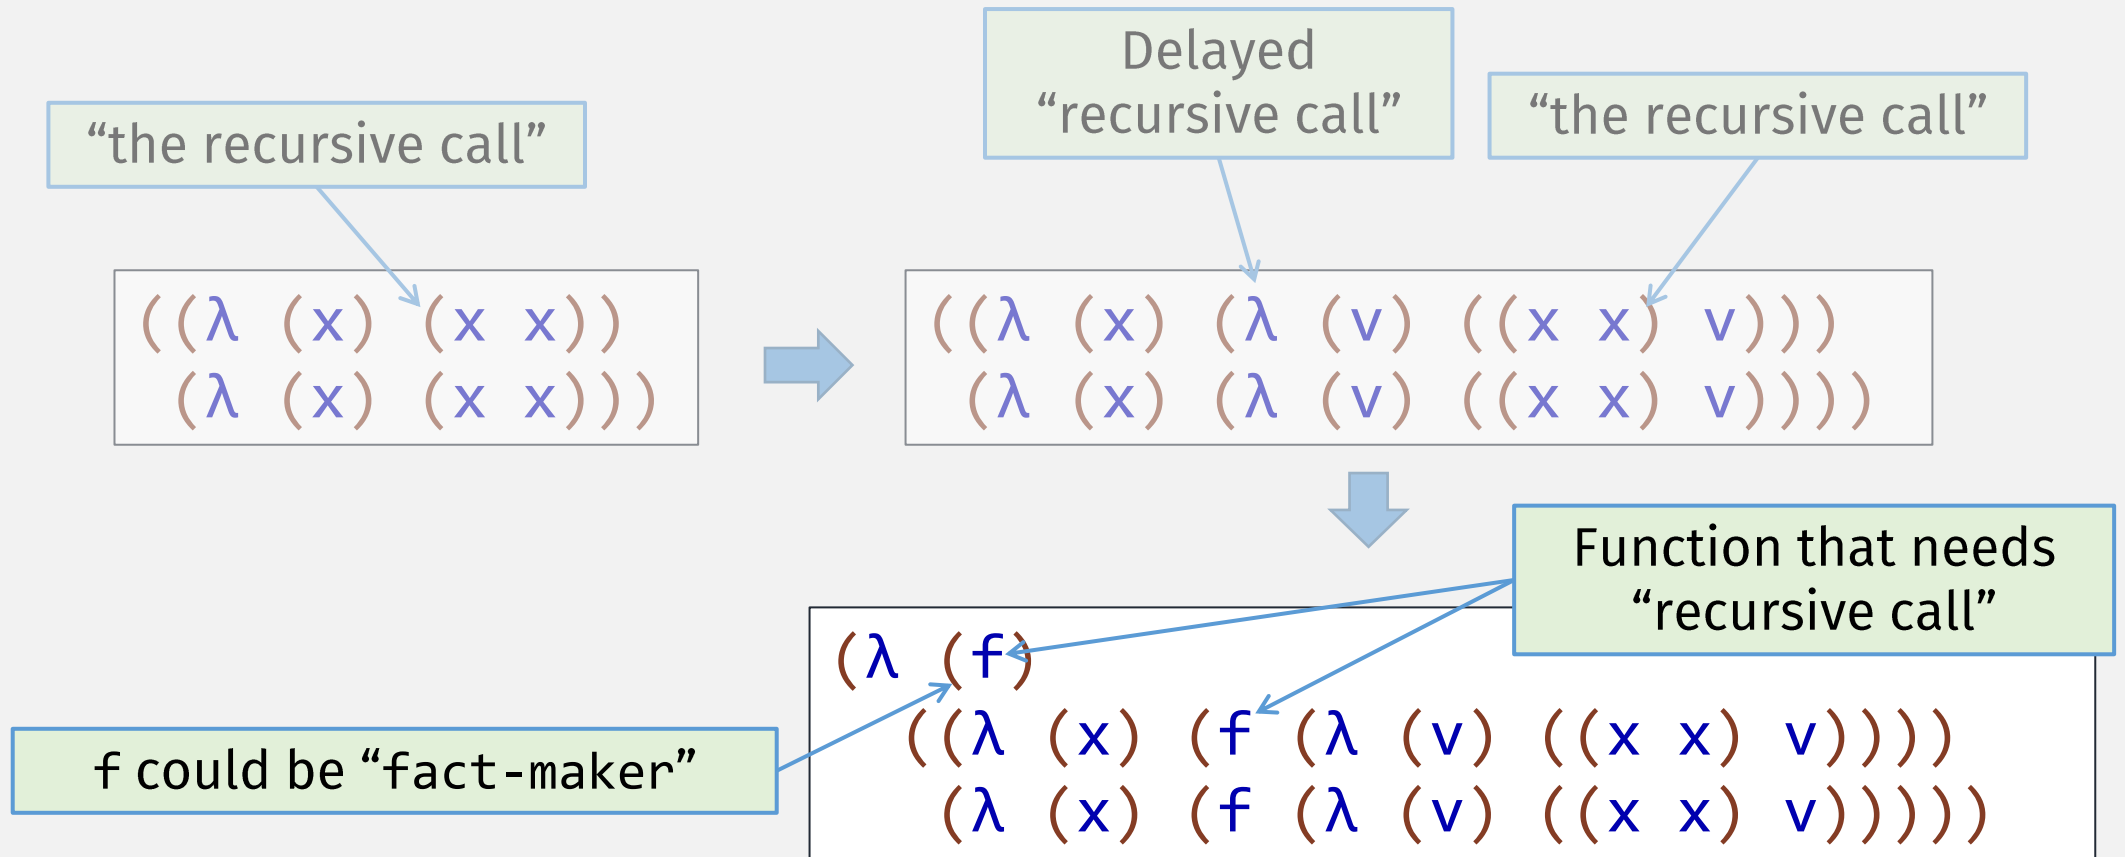 Delayed
“recursive call”
“the recursive call”
“the recursive call”
((λ (x) (x x))
(λ (x) (x x)))
((λ (x) (λ (v) ((x x) v)))
(λ (x) (λ (v) ((x x) v))))
Function that needs
“recursive call”
(λ (f)
((λ (x) (f (λ (v) ((x x) v))))
(λ (x) (f (λ (v) ((x x) v)))))
f could be “fact-maker”